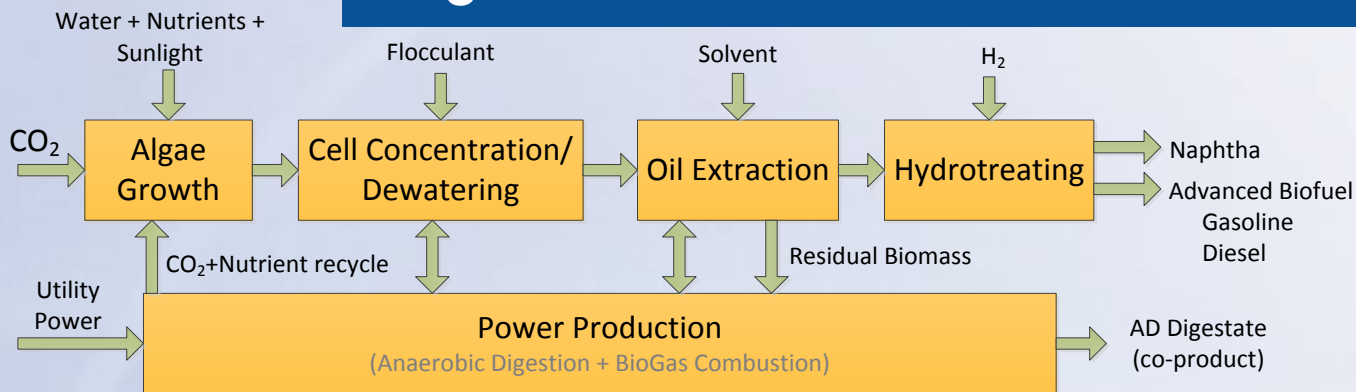 Water + Nutrients +
Sunlight
Flocculant
Solvent
H₂
CO₂
Algae
Growth
Cell Concentration/
Dewatering
Oil Extraction
Hydrotreating
Naphtha
Advanced Biofuel
Gasoline
Diesel
CO₂+Nutrient recycle
Residual Biomass
Utility
Power
Power Production
(Anaerobic Digestion + BioGas Combustion)
AD Digestate
(co-product)